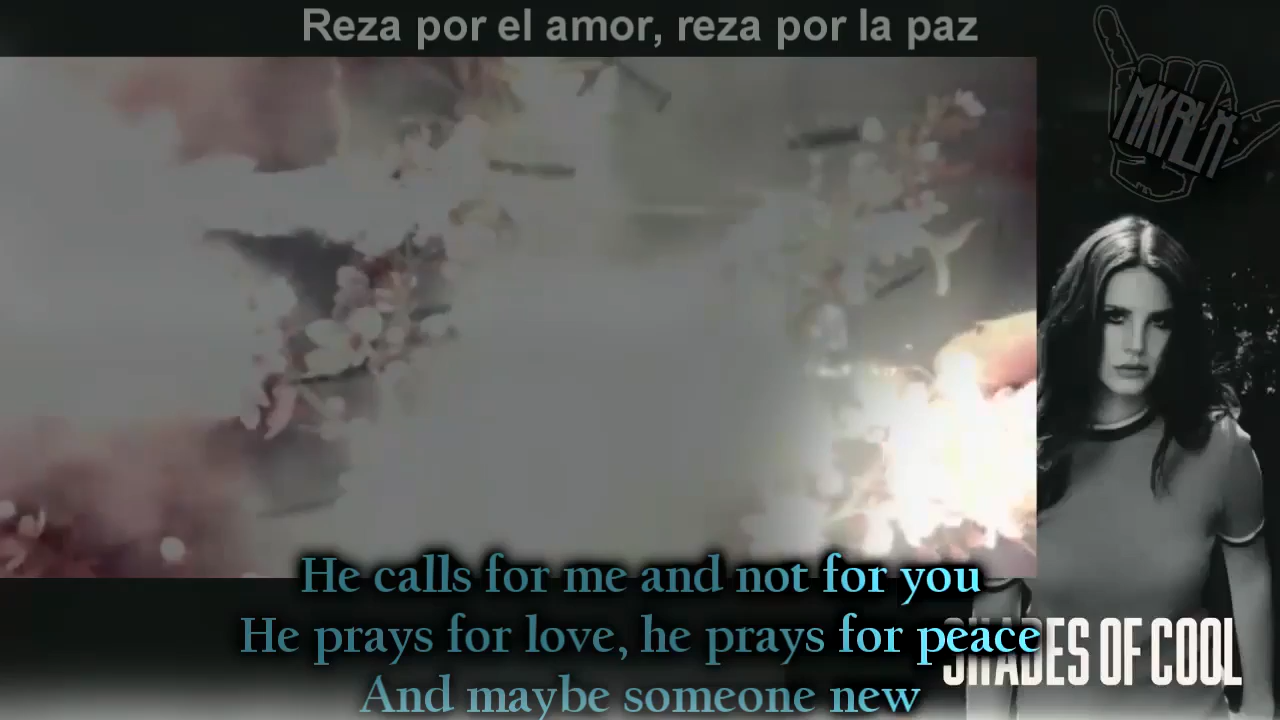 Reza por el amor, reza por la paz
MKRLM
He calls for me and not for you
He prays for love, he prays for peace
SHADES OF COOL
And maybe someone new